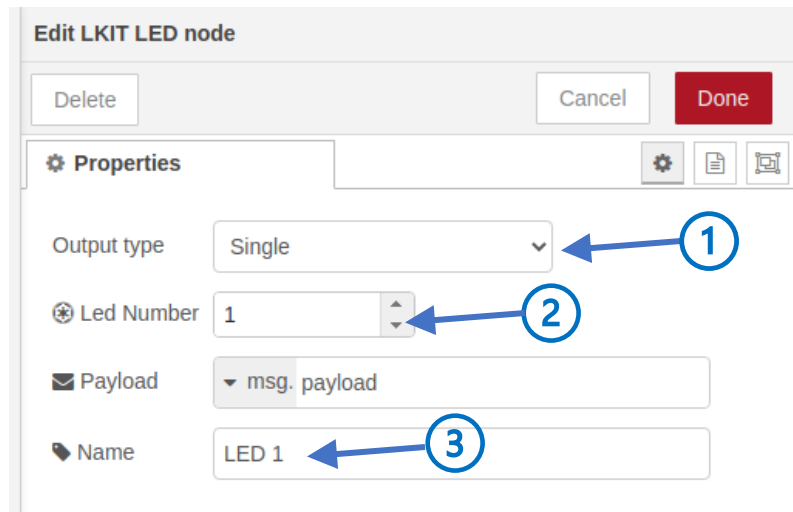 Edit LKIT LED node
Delete Cancel Done
Properties
Output type Single 1
Led Number 1 2
Payload msg. payload
Name LED 1 3